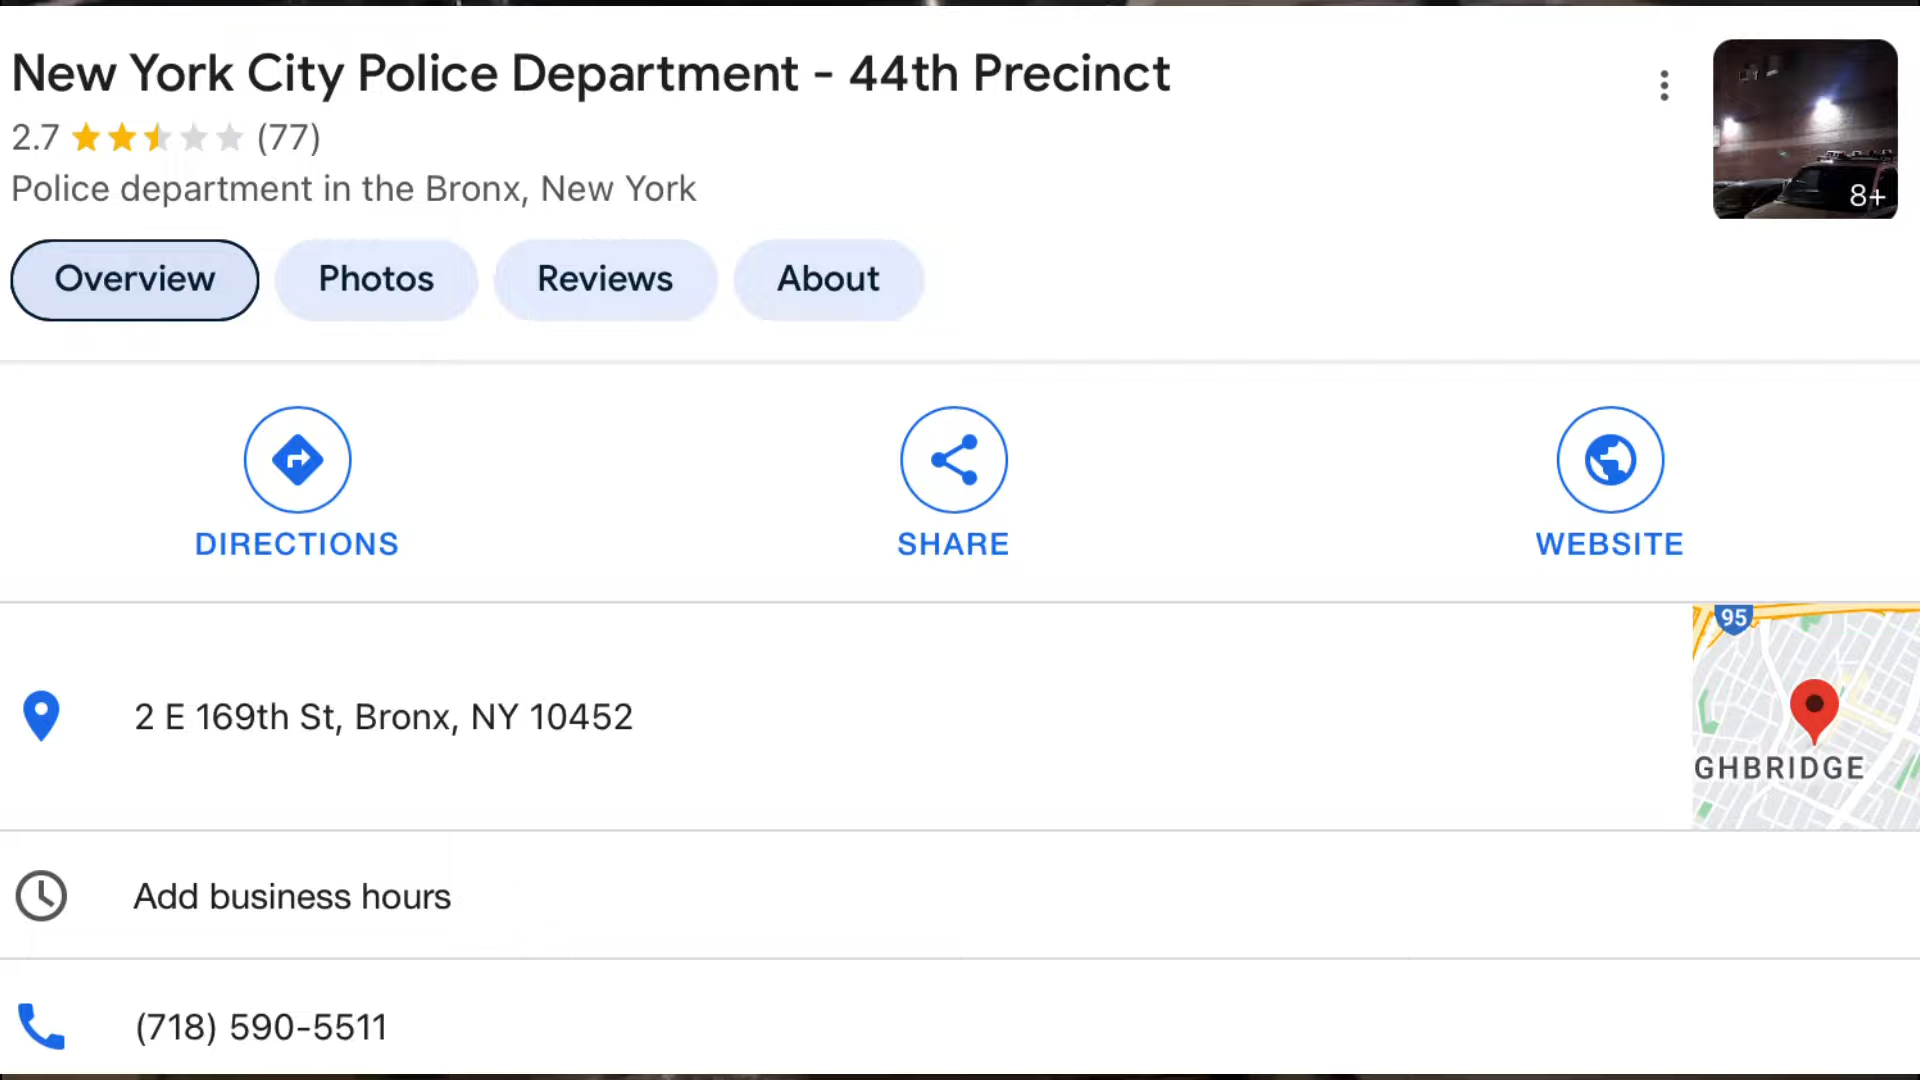 New York City Police Department - 44th Precinct
2.7 (77)
Police department in the Bronx, New York
8+
Overview Photos Reviews About
DIRECTIONS SHARE WEBSITE
95
2 E 169th St, Bronx, NY 10452
GHBRIDGE
Add business hours
(718) 590-5511